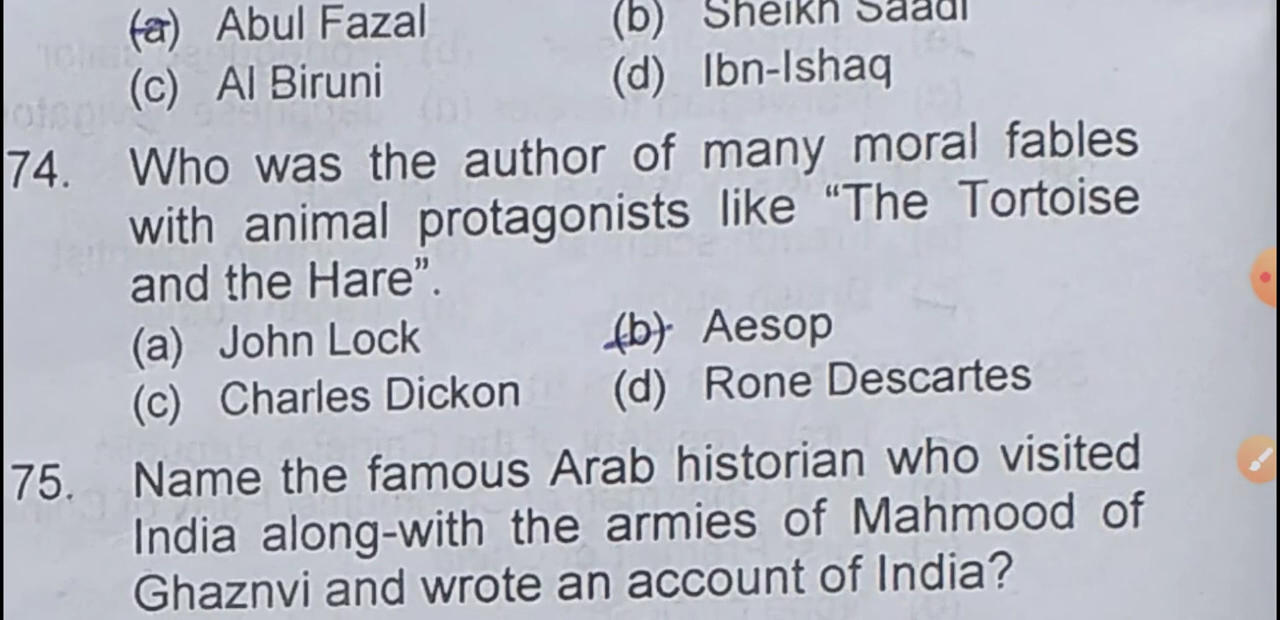 (a) Abul Fazal (b) Sheikh Saadi
(c) Al Biruni (d) Ibn-Ishaq
74. Who was the author of many moral fables
with animal protagonists like “The Tortoise
and the Hare”.
(a) John Lock (b) Aesop
(c) Charles Dickon (d) Rone Descartes
75. Name the famous Arab historian who visited
India along-with the armies of Mahmood of
Ghaznvi and wrote an account of India?